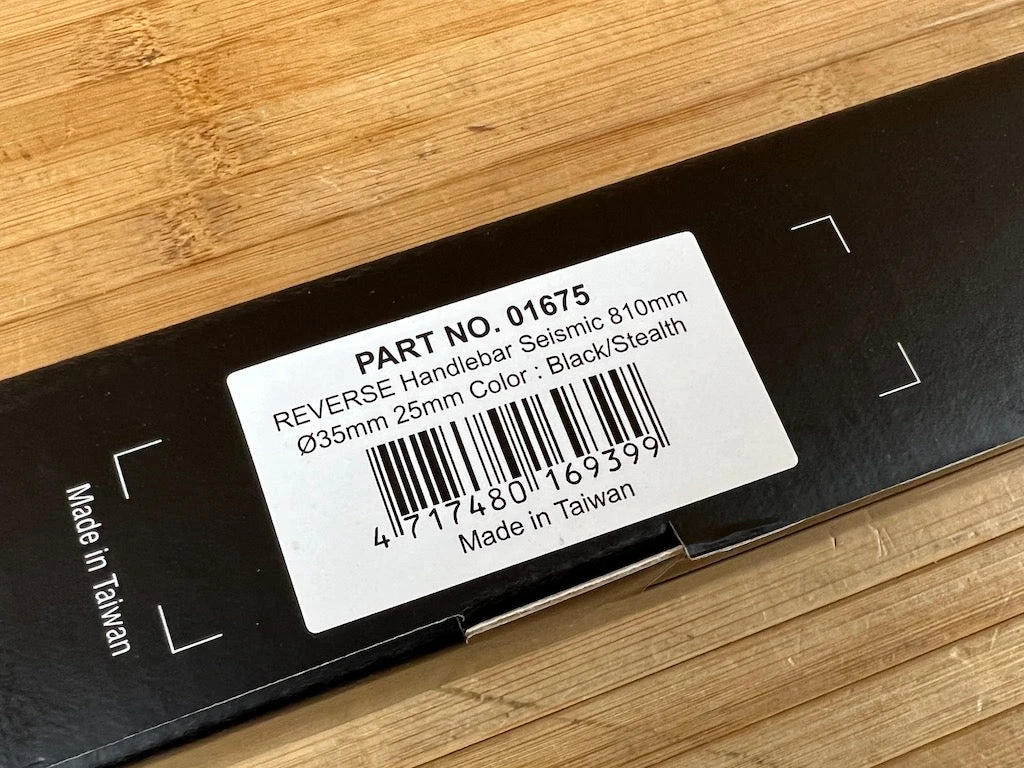 PART NO. 01675
REVERSE Handlebar Seismic 810mm
Ø35mm 25mm Color : Black/Stealth
4 717480 169399
Made in Taiwan
Made in Taiwan